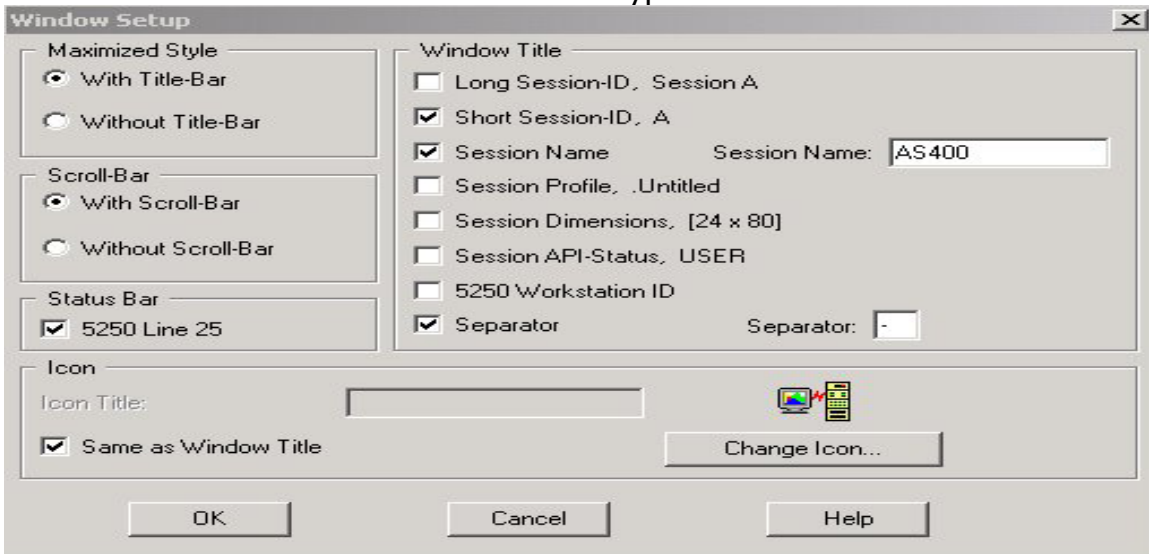 yp
Window Setup
Maximized Style
With Title-Bar
Without Title-Bar
Scroll-Bar
With Scroll-Bar
Without Scroll-Bar
Status Bar
5250 Line 25
Window Title
Long Session-ID, Session A
Short Session-ID, A
Session Name Session Name: AS400
Session Profile, .Untitled
Session Dimensions, [24 x 80]
Session API-Status, USER
5250 Workstation ID
Separator Separator: -
Icon
Icon Title:
Same as Window Title
Change Icon...
OK Cancel Help